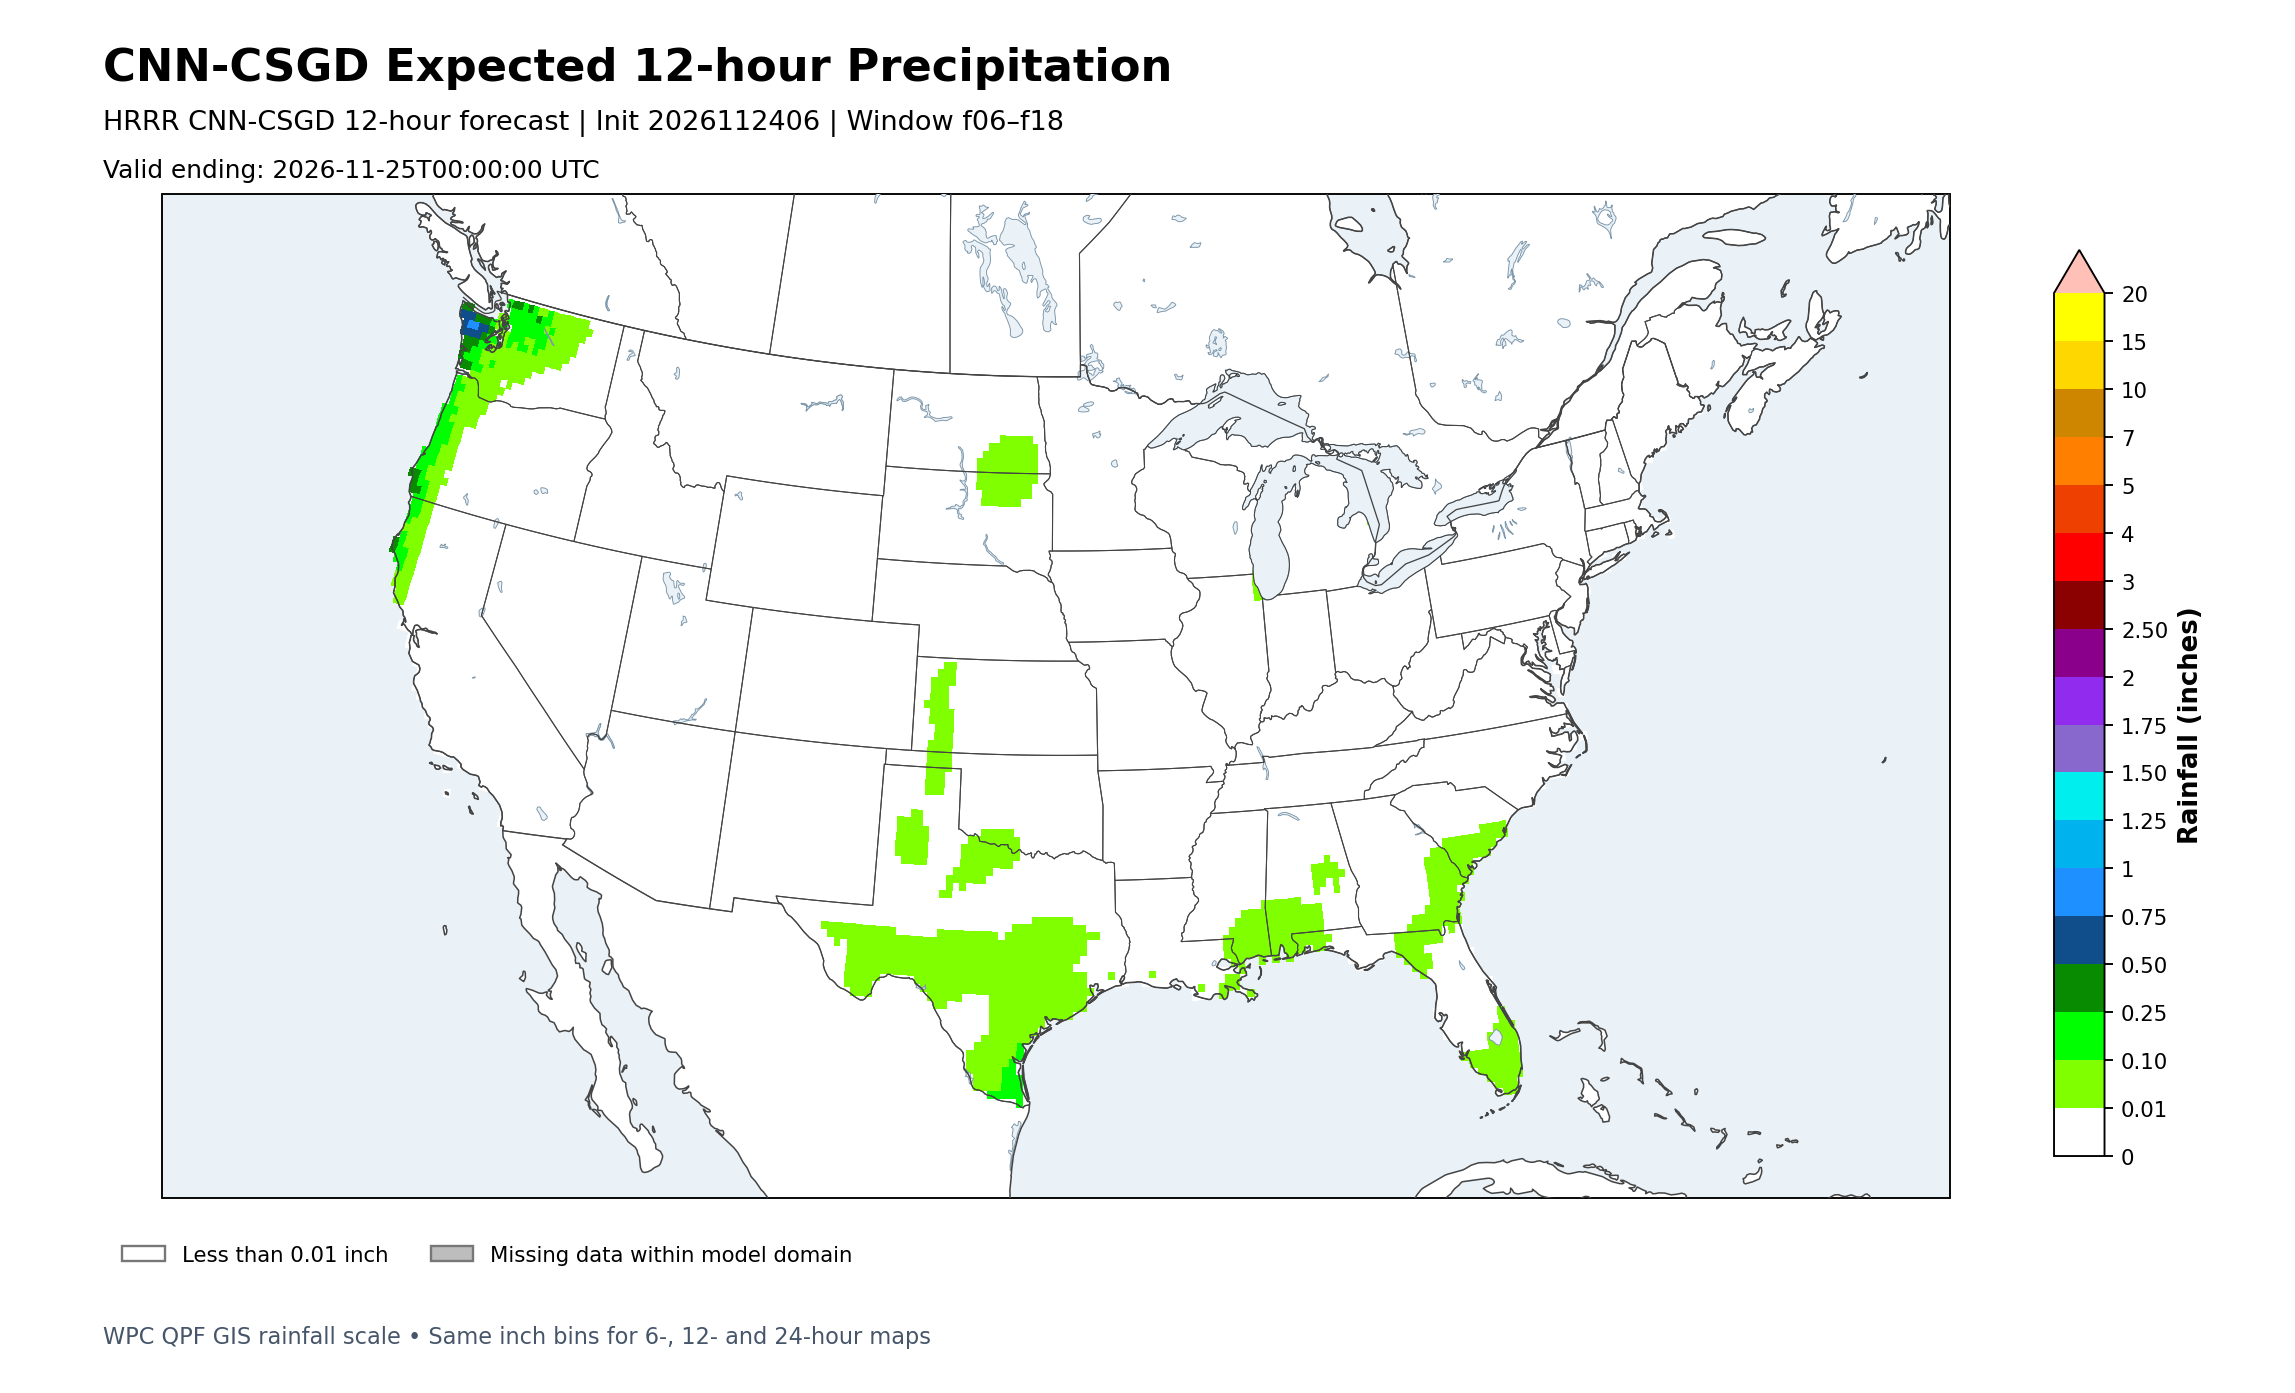 CNN-CSGD Expected 12-hour Precipitation
HRRR CNN-CSGD 12-hour forecast | Init 2026112406 | Window f06–f18
Valid ending: 2026-11-25T00:00:00 UTC
20
15
10
7
5
4
3
2.50
2
1.75
1.50
1.25
1
0.75
0.50
0.25
0.10
0.01
0
Rainfall (inches)
Less than 0.01 inch
Missing data within model domain
WPC QPF GIS rainfall scale • Same inch bins for 6-, 12- and 24-hour maps